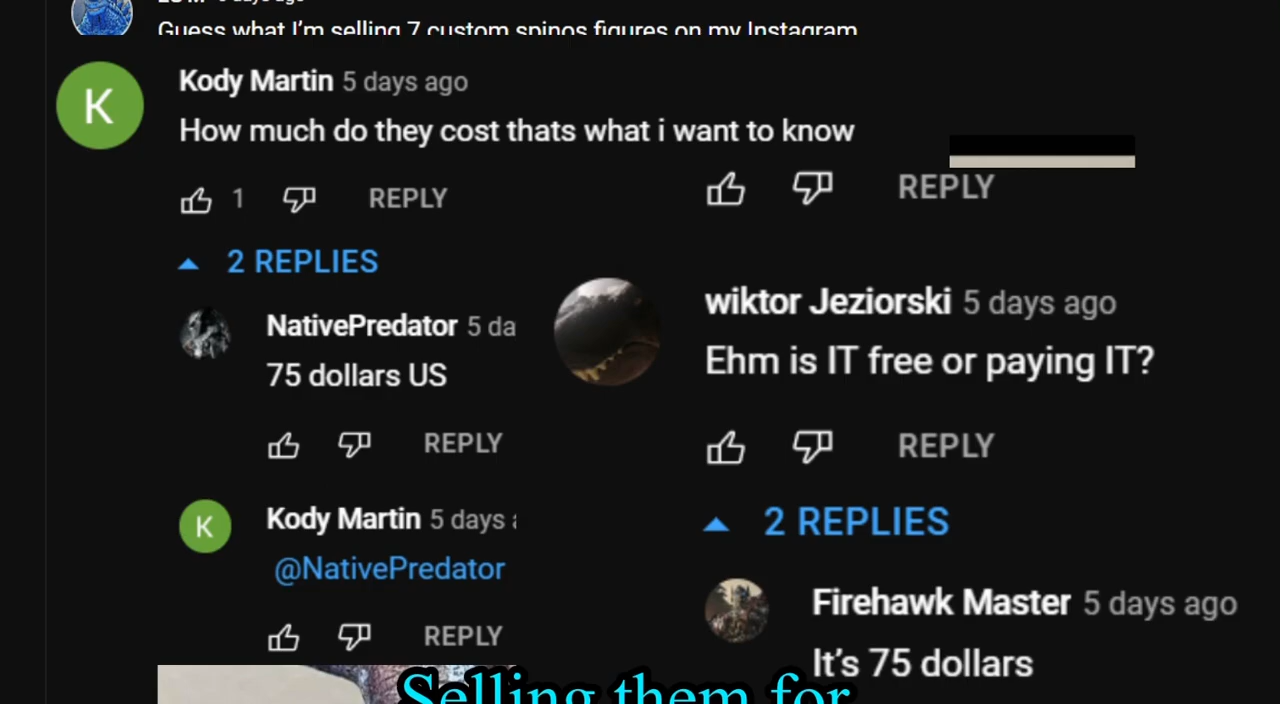 Guess what I'm selling 7 custom spinos figures on my Instagram
K
Kody Martin 5 days ago
How much do they cost thats what i want to know
1 REPLY
2 REPLIES
NativePredator 5 da
75 dollars US
REPLY
K
Kody Martin 5 days
@NativePredator
REPLY
REPLY
wiktor Jeziorski 5 days ago
Ehm is IT free or paying IT?
REPLY
2 REPLIES
Firehawk Master 5 days ago
It's 75 dollars
Selling them for